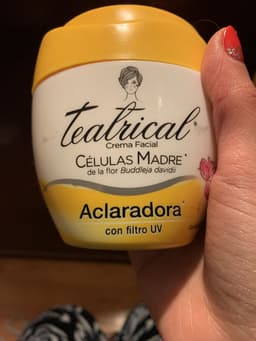 Teatrical*
Crema Facial
CÉLULAS MADRE*
de la flor Buddleja davidii
Aclaradora*
con filtro UV